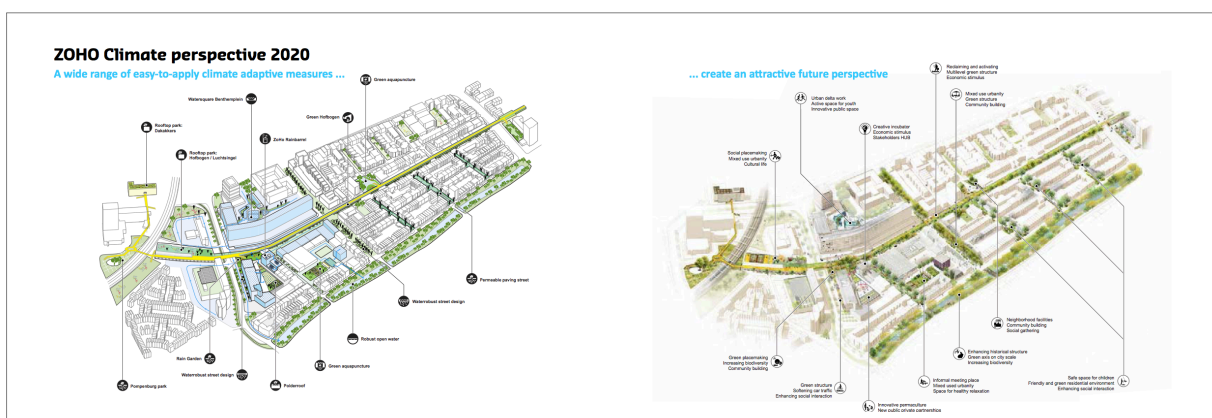 ZOHO Climate perspective 2020
A wide range of easy-to-apply climate adaptive measures ...
Green aquapuncture
Watersquare Benthemplein
Green Hofbogen
Rooftop park:
Dakakkers
ZoHo Rainbarrel
Rooftop park:
Hofbogen / Luchtsingel
Permeable paving street
Waterrobust street design
Robust open water
Rain Garden
Green aquapuncture
Waterrobust street design
Polderroof
Pompenburg park
... create an attractive future perspective
Reclaiming and activating
Multilevel green structure
Economic stimulus
Urban delta work
Active space for youth
Innovative public space
Mixed use urbanity
Green structure
Community building
Creative incubator
Economic stimulus
Stakeholders HUB
Social placemaking
Mixed use urbanity
Cultural life
Neighborhood facilities
Community building
Social gathering
Green placemaking
Increasing biodiversity
Community building
Enhancing historical structure
Green axis on city scale
Increasing biodiversity
Green structure
Softening car traffic
Enhancing social interaction
Informal meeting place
Mixed used urbanity
Space for healthy relaxation
Safe space for children
Friendly and green residential environment
Enhancing social interaction
Innovative permaculture
New public private partnerships